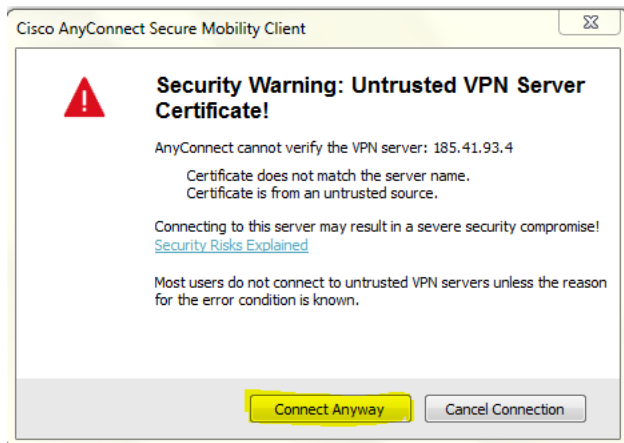 Cisco AnyConnect Secure Mobility Client
Security Warning: Untrusted VPN Server
Certificate!
AnyConnect cannot verify the VPN server: 185.41.93.4
Certificate does not match the server name.
Certificate is from an untrusted source.
Connecting to this server may result in a severe security compromise!
Security Risks Explained
Most users do not connect to untrusted VPN servers unless the reason
for the error condition is known.
Connect Anyway
Cancel Connection